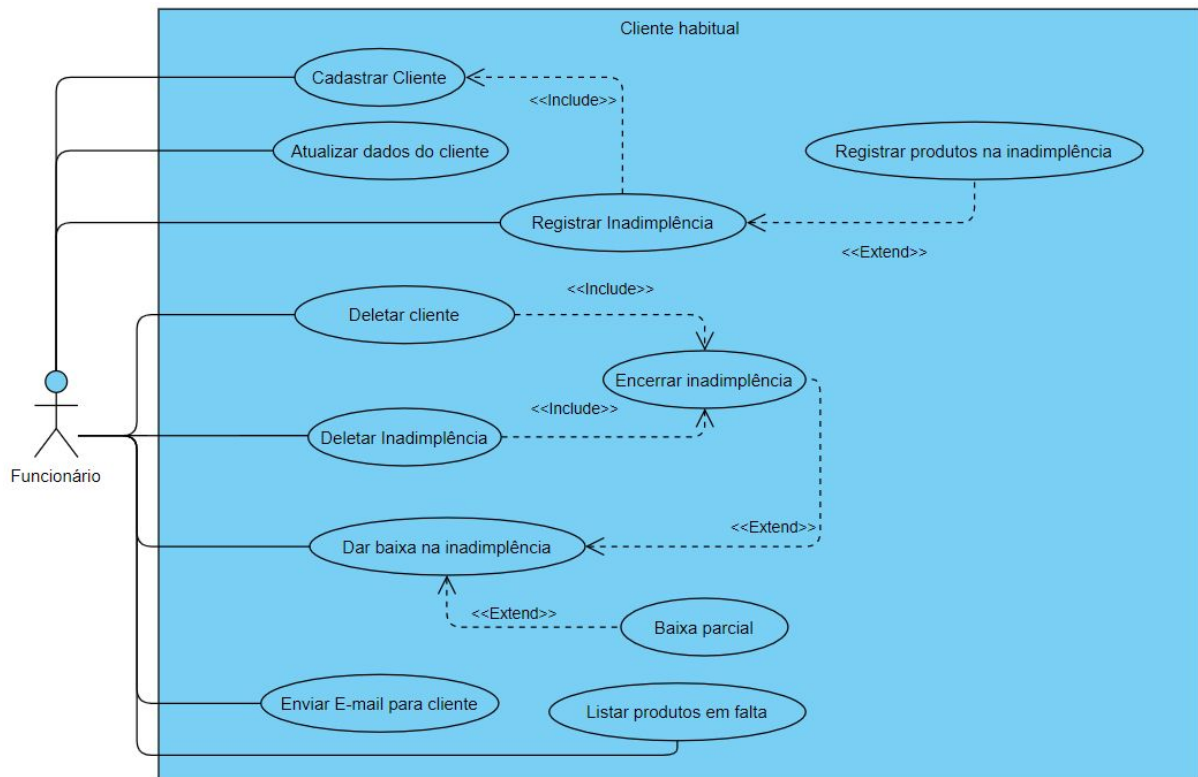 Cliente habitual
Cadastrar Cliente
<<Include>>
Atualizar dados do cliente
Registrar produtos na inadimplência
Registrar Inadimplência
<<Extend>>
<<Include>>
Deletar cliente
Encerrar inadimplência
<<Include>>
Deletar Inadimplência
Funcionário
<<Extend>>
Dar baixa na inadimplência
<<Extend>>
Baixa parcial
Enviar E-mail para cliente
Listar produtos em falta